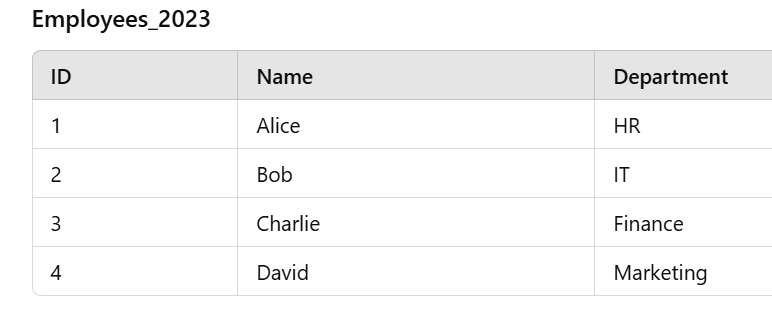 Employees_2023
ID Name Department
1 Alice HR
2 Bob IT
3 Charlie Finance
4 David Marketing